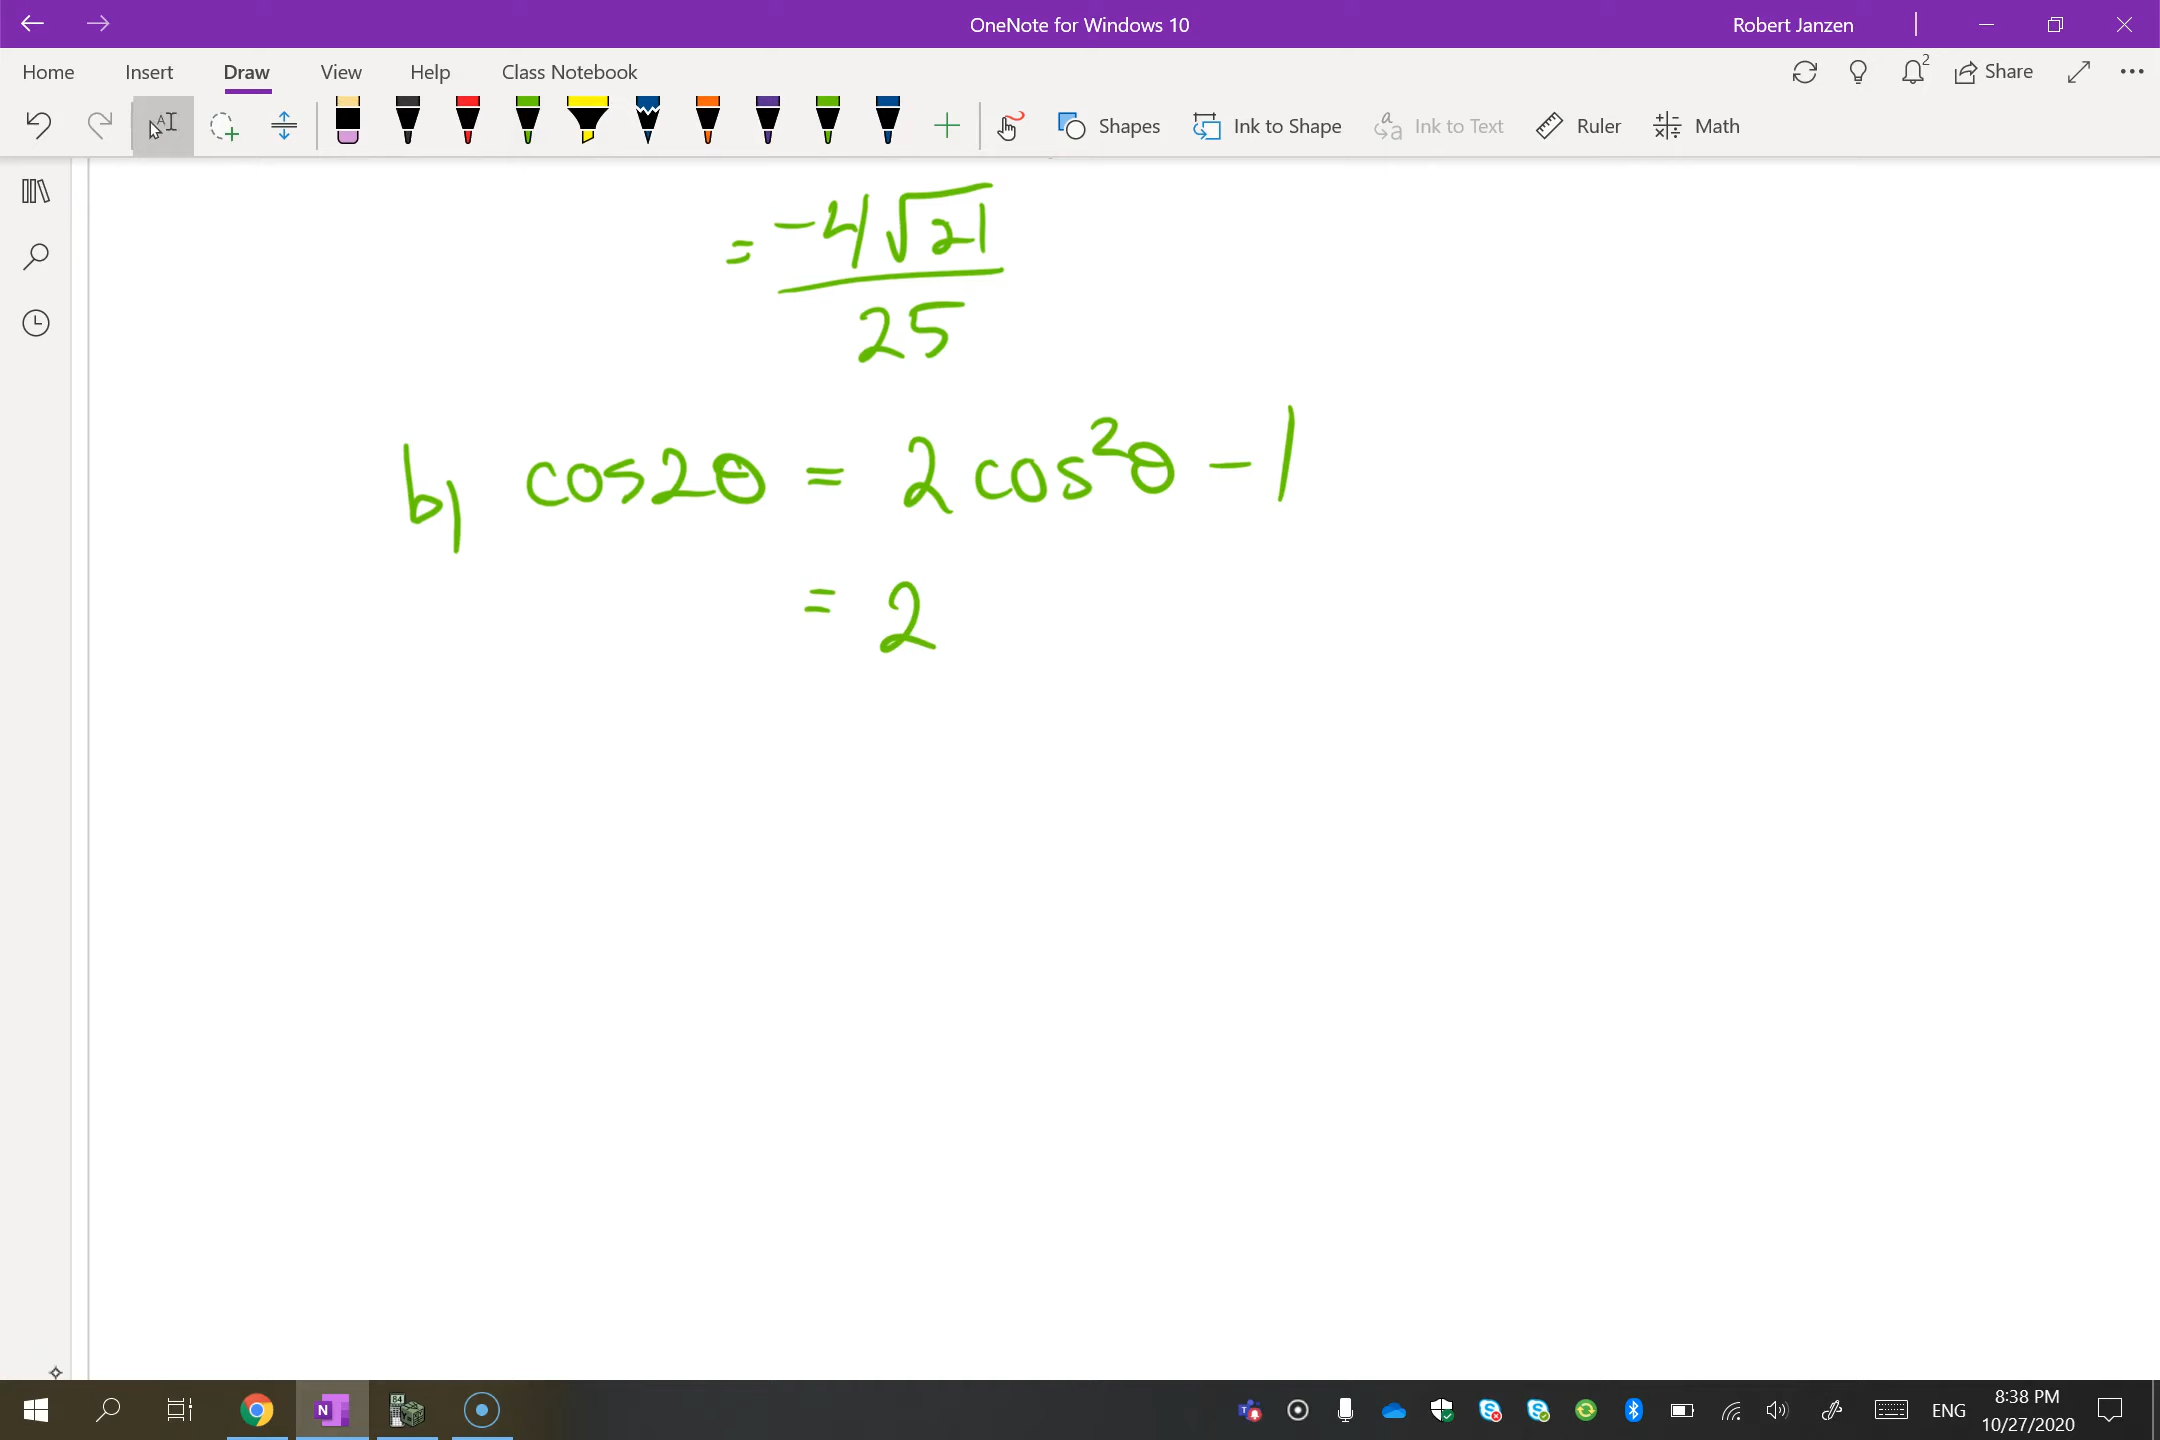 OneNote for Windows 10 Robert Janzen
Home Insert Draw View Help Class Notebook 2 Share
Shapes Ink to Shape Ink to Text Ruler Math
= -4√21
25
b) cos2θ = 2cos²θ - 1
= 2
8:38 PM
ENG
10/27/2020